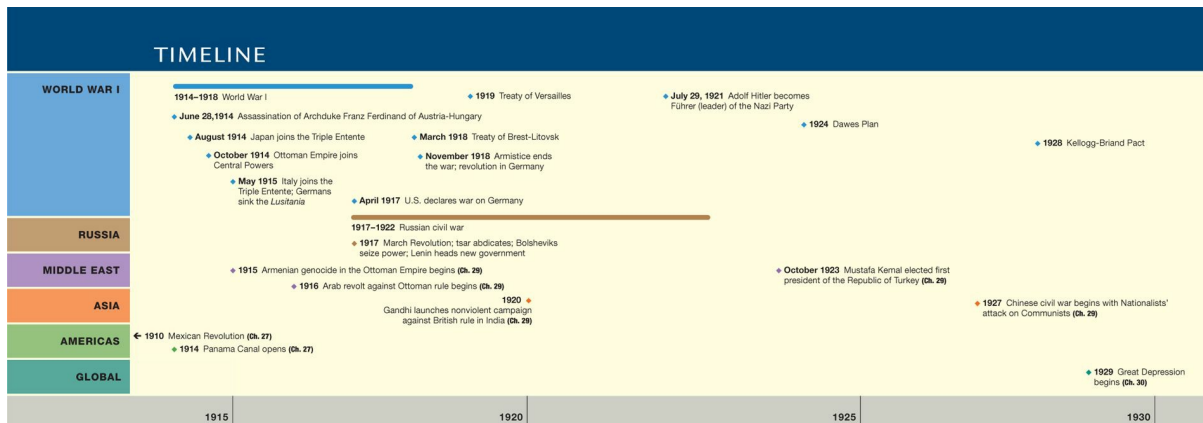 TIMELINE
WORLD WAR I
1914–1918 World War I
1919 Treaty of Versailles
July 29, 1921 Adolf Hitler becomes
Führer (leader) of the Nazi Party
June 28,1914 Assassination of Archduke Franz Ferdinand of Austria-Hungary
1924 Dawes Plan
August 1914 Japan joins the Triple Entente
March 1918 Treaty of Brest-Litovsk
1928 Kellogg-Briand Pact
October 1914 Ottoman Empire joins
Central Powers
November 1918 Armistice ends
the war; revolution in Germany
May 1915 Italy joins the
Triple Entente; Germans
sink the Lusitania
April 1917 U.S. declares war on Germany
RUSSIA
1917–1922 Russian civil war
1917 March Revolution; tsar abdicates; Bolsheviks
seize power; Lenin heads new government
MIDDLE EAST
1915 Armenian genocide in the Ottoman Empire begins (Ch. 29)
October 1923 Mustafa Kemal elected first
president of the Republic of Turkey (Ch. 29)
1916 Arab revolt against Ottoman rule begins (Ch. 29)
ASIA
1920
Gandhi launches nonviolent campaign
against British rule in India (Ch. 29)
1927 Chinese civil war begins with Nationalists'
attack on Communists (Ch. 29)
AMERICAS
1910 Mexican Revolution (Ch. 27)
1914 Panama Canal opens (Ch. 27)
GLOBAL
1929 Great Depression
begins (Ch. 30)
1915
1920
1925
1930